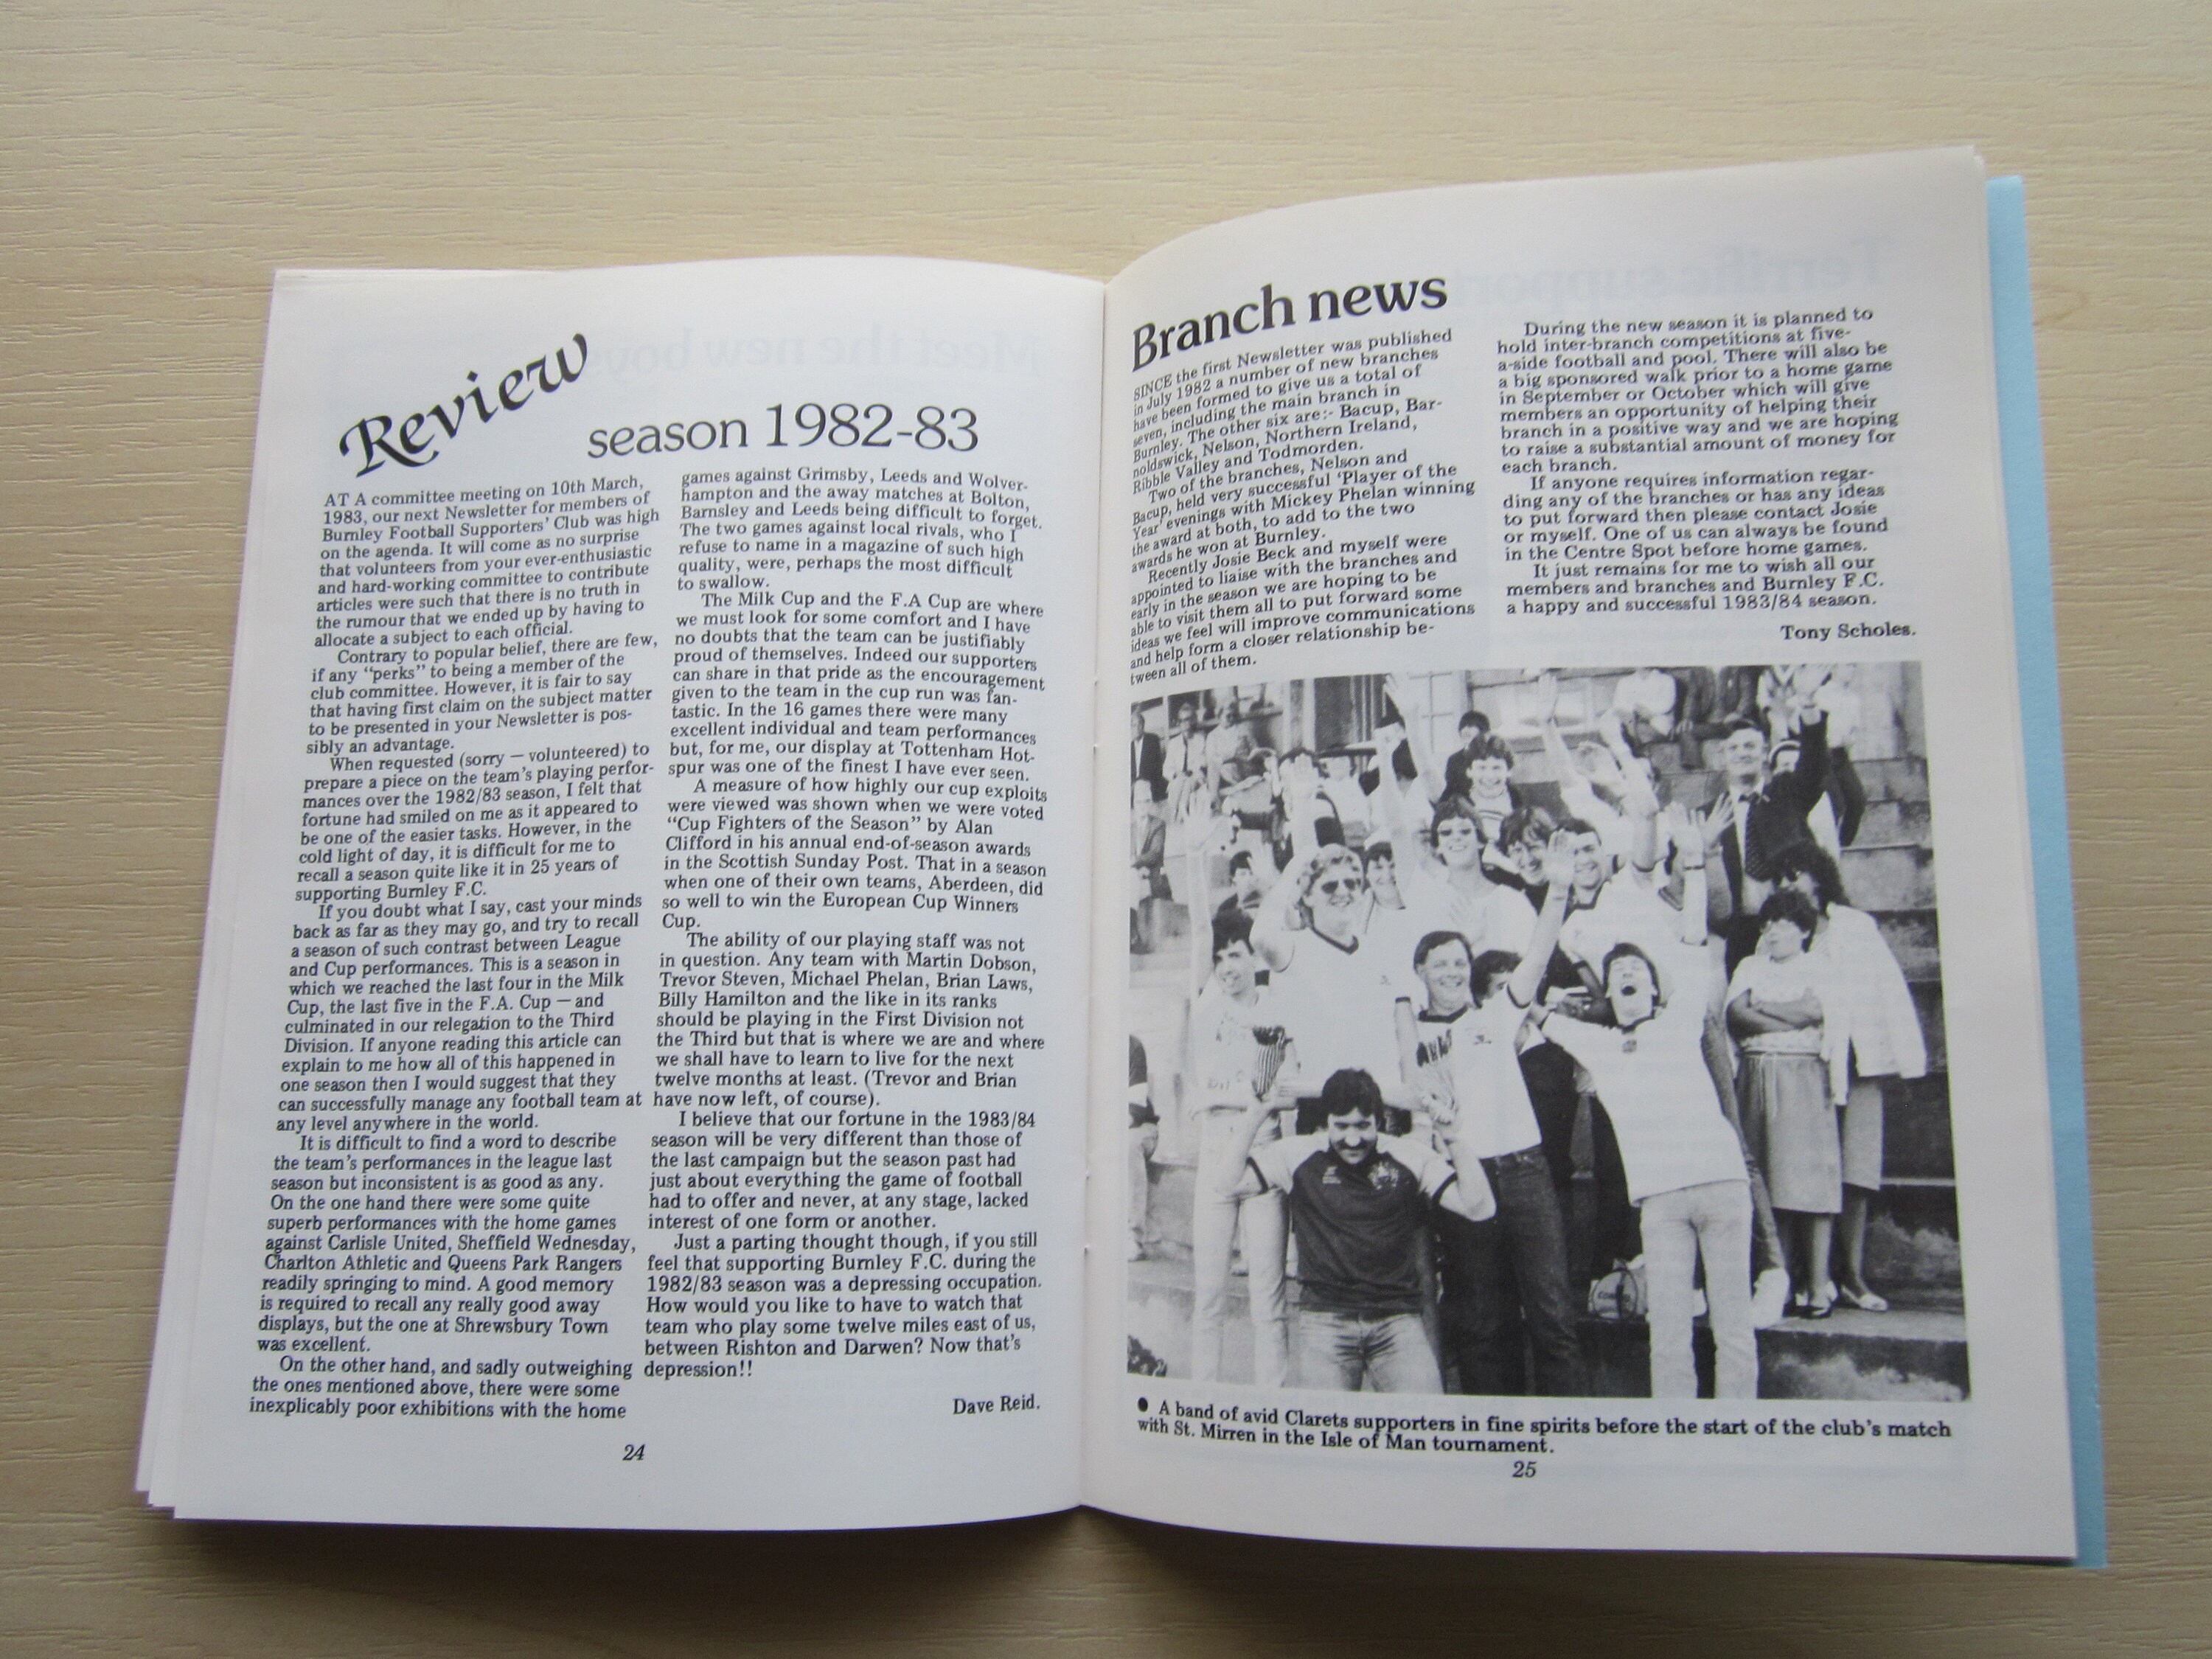 Review
season 1982-83
AT A committee meeting on 10th March,
1983, our next Newsletter for members of
Burnley Football Supporters' Club was high
on the agenda. It will come as no surprise
that volunteers from your ever-enthusiastic
and hard-working committee to contribute
articles were such that there is no truth in
the rumour that we ended up by having to
allocate a subject to each official.
Contrary to popular belief, there are few,
if any "perks" to being a member of the
club committee. However, it is fair to say
that having first claim on the subject matter
to be presented in your Newsletter is pos-
sibly an advantage.
When requested (sorry — volunteered) to
prepare a piece on the team's playing perfor-
mances over the 1982/83 season, I felt that
fortune had smiled on me as it appeared to
be one of the easier tasks. However, in the
cold light of day, it is difficult for me to
recall a season quite like it in 25 years of
supporting Burnley F.C.
If you doubt what I say, cast your minds
back as far as they may go, and try to recall
a season of such contrast between League
and Cup performances. This is a season in
which we reached the last four in the Milk
Cup, the last five in the F.A. Cup — and
culminated in our relegation to the Third
Division. If anyone reading this article can
explain to me how all of this happened in
one season then I would suggest that they
can successfully manage any football team at
any level anywhere in the world.
It is difficult to find a word to describe
the team's performances in the league last
season but inconsistent is as good as any.
On the one hand there were some quite
superb performances with the home games
against Carlisle United, Sheffield Wednesday,
Charlton Athletic and Queens Park Rangers
readily springing to mind. A good memory
is required to recall any really good away
displays, but the one at Shrewsbury Town
was excellent.
On the other hand, and sadly outweighing
the ones mentioned above, there were some
inexplicably poor exhibitions with the home
games against Grimsby, Leeds and Wolver-
hampton and the away matches at Bolton,
Barnsley and Leeds being difficult to forget.
The two games against local rivals, who I
refuse to name in a magazine of such high
quality, were, perhaps the most difficult
to swallow.
The Milk Cup and the F.A Cup are where
we must look for some comfort and I have
no doubts that the team can be justifiably
proud of themselves. Indeed our supporters
can share in that pride as the encouragement
given to the team in the cup run was fan-
tastic. In the 16 games there were many
excellent individual and team performances
but, for me, our display at Tottenham Hot-
spur was one of the finest I have ever seen.
A measure of how highly our cup exploits
were viewed was shown when we were voted
"Cup Fighters of the Season" by Alan
Clifford in his annual end-of-season awards
in the Scottish Sunday Post. That in a season
when one of their own teams, Aberdeen, did
so well to win the European Cup Winners
Cup.
The ability of our playing staff was not
in question. Any team with Martin Dobson,
Trevor Steven, Michael Phelan, Brian Laws,
Billy Hamilton and the like in its ranks
should be playing in the First Division not
the Third but that is where we are and where
we shall have to learn to live for the next
twelve months at least. (Trevor and Brian
have now left, of course).
I believe that our fortune in the 1983/84
season will be very different than those of
the last campaign but the season past had
just about everything the game of football
had to offer and never, at any stage, lacked
interest of one form or another.
Just a parting thought though, if you still
feel that supporting Burnley F.C. during the
1982/83 season was a depressing occupation.
How would you like to have to watch that
team who play some twelve miles east of us,
between Rishton and Darwen? Now that's
depression!!
Dave Reid.
24
Branch news
SINCE the first Newsletter was published
in July 1982 a number of new branches
have been formed to give us a total of
seven, including the main branch in
Burnley. The other six are:- Bacup, Bar-
noldswick, Nelson, Northern Ireland,
Ribble Valley and Todmorden.
Two of the branches, Nelson and
Bacup, held very successful 'Player of the
Year' evenings with Mickey Phelan winning
the award at both, to add to the two
awards he won at Burnley.
Recently Josie Beck and myself were
appointed to liaise with the branches and
early in the season we are hoping to be
able to visit them all to put forward some
ideas we feel will improve communications
and help form a closer relationship be-
tween all of them.
During the new season it is planned to
hold inter-branch competitions at five-
a-side football and pool. There will also be
a big sponsored walk prior to a home game
in September or October which will give
members an opportunity of helping their
branch in a positive way and we are hoping
to raise a substantial amount of money for
each branch.
If anyone requires information regar-
ding any of the branches or has any ideas
to put forward then please contact Josie
or myself. One of us can always be found
in the Centre Spot before home games.
It just remains for me to wish all our
members and branches and Burnley F.C.
a happy and successful 1983/84 season.
Tony Scholes.
● A band of avid Clarets supporters in fine spirits before the start of the club's match
with St. Mirren in the Isle of Man tournament.
25